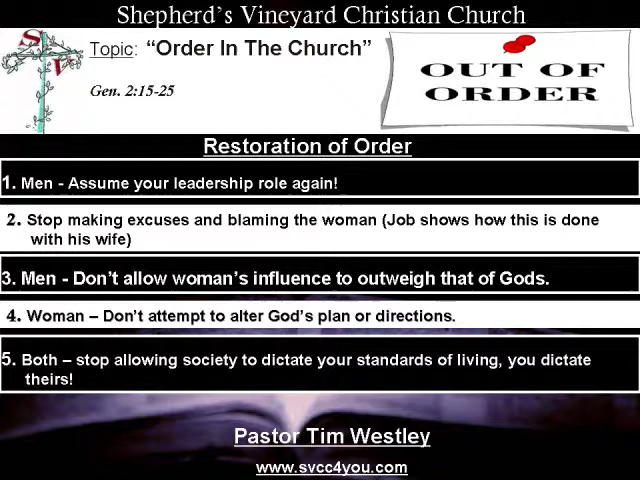 Shepherd's Vineyard Christian Church
S V
Topic: “Order In The Church”
Gen. 2:15-25
OUT OF
ORDER
Restoration of Order
1. Men - Assume your leadership role again!
2. Stop making excuses and blaming the woman (Job shows how this is done
with his wife)
3. Men - Don't allow woman's influence to outweigh that of Gods.
4. Woman – Don't attempt to alter God's plan or directions.
5. Both – stop allowing society to dictate your standards of living, you dictate
theirs!
Pastor Tim Westley
www.svcc4you.com